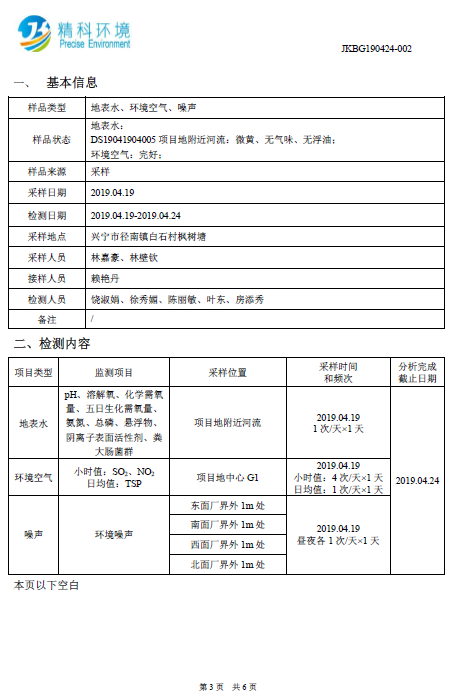 精科环境
Precise Environment
JKBG190424-002
一、 基本信息
样品类型 地表水、环境空气、噪声
样品状态
地表水:
DS19041904005 项目地附近河流: 微黄、无气味、无浮油;
环境空气: 完好;
样品来源 采样
采样日期 2019.04.19
检测日期 2019.04.19-2019.04.24
采样地点 兴宁市径南镇白石村枫树塘
采样人员 林嘉豪、林壁钦
接样人员 赖艳丹
检测人员 饶淑娟、徐秀媚、陈丽敏、叶东、房添秀
备注 /
二、检测内容
项目类型 监测项目 采样位置 采样时间
和频次 分析完成
截止日期
地表水
pH、溶解氧、化学需氧
量、五日生化需氧量、
氨氮、总磷、悬浮物、
阴离子表面活性剂、粪
大肠菌群
项目地附近河流
2019.04.19
1 次/天×1 天
环境空气
小时值: SO₂、NO₂
日均值: TSP
项目地中心 G1
2019.04.19
小时值: 4 次/天×1 天
日均值: 1 次/天×1 天
2019.04.24
噪声
环境噪声
东面厂界外 1m 处
南面厂界外 1m 处
西面厂界外 1m 处
北面厂界外 1m 处
2019.04.19
昼夜各 1 次/天×1 天
本页以下空白
第 3 页 共 6 页